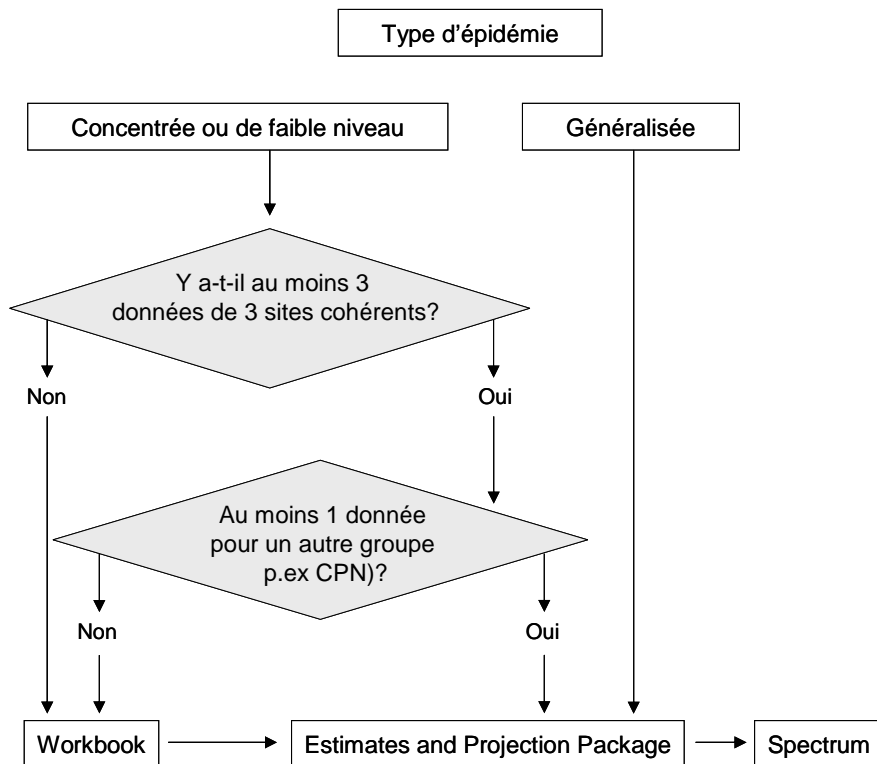 Type d'épidémie
Concentrée ou de faible niveau
Généralisée
Y a-t-il au moins 3
données de 3 sites cohérents?
Non
Oui
Au moins 1 donnée
pour un autre groupe
p.ex CPN)?
Non
Oui
Workbook
Estimates and Projection Package
Spectrum